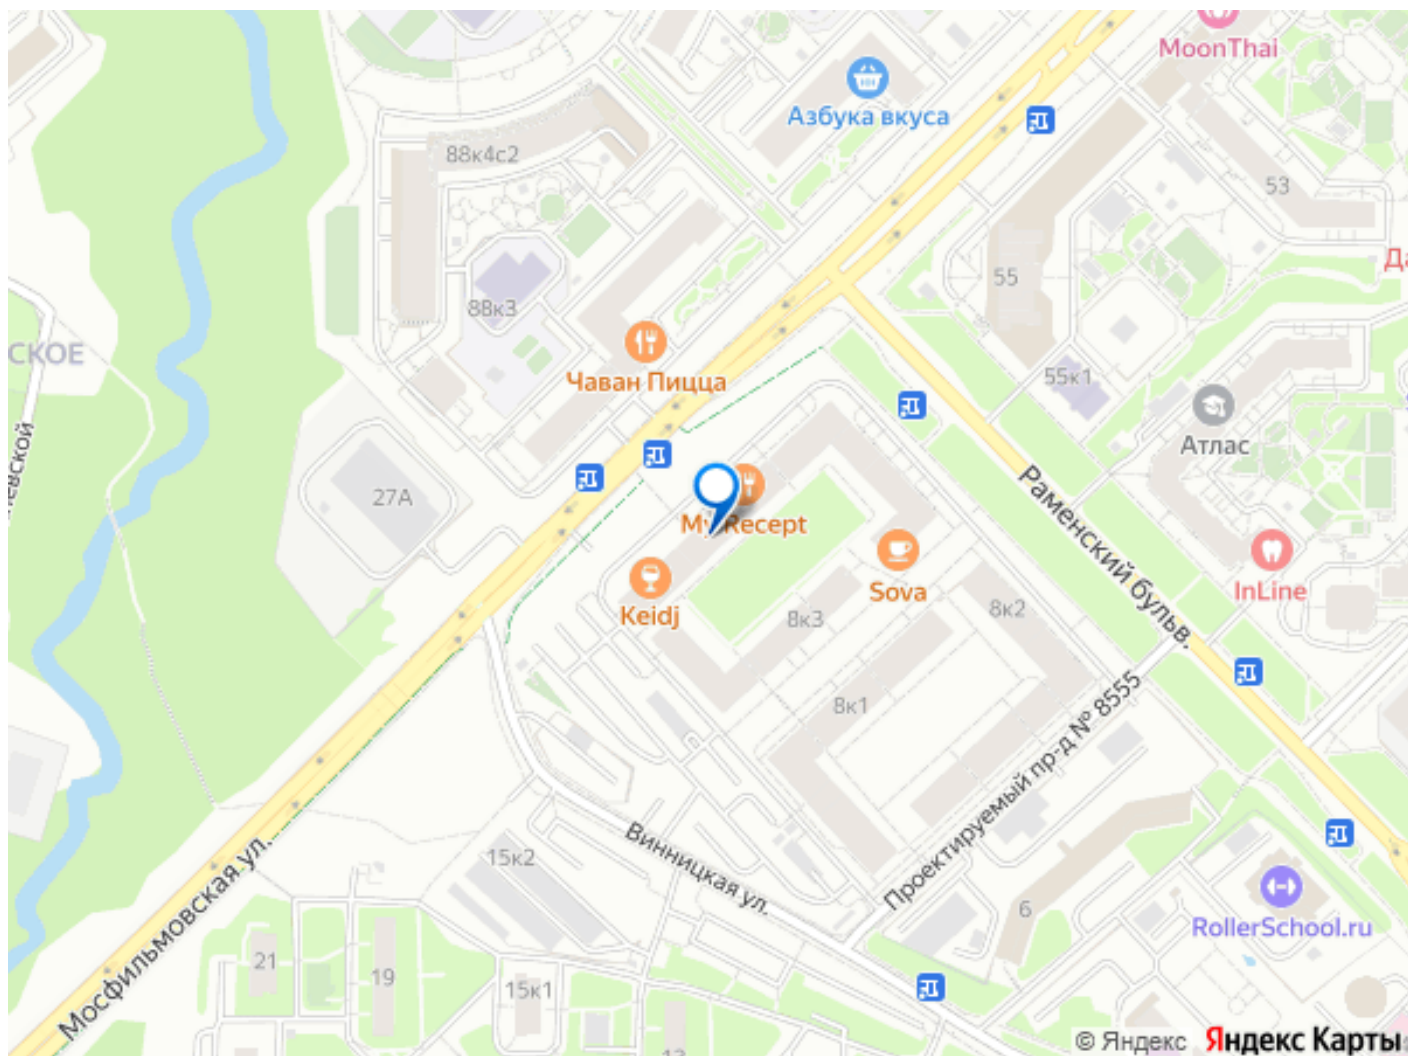 MoonThai
Азбука вкуса
88к4с2
53
Да
55
88к3
СКОЕ
Чаван Пицца
55к1
Атлас
27А
Раменский бульв.
My Recept
Sova
InLine
Keidj
8к3
8к2
8к1
Проектируемый пр-д № 8555
Винницкая ул.
15к2
Мосфильмовская ул.
6
RollerSchool.ru
21
19
15к1
13
© Яндекс Яндекс Карты